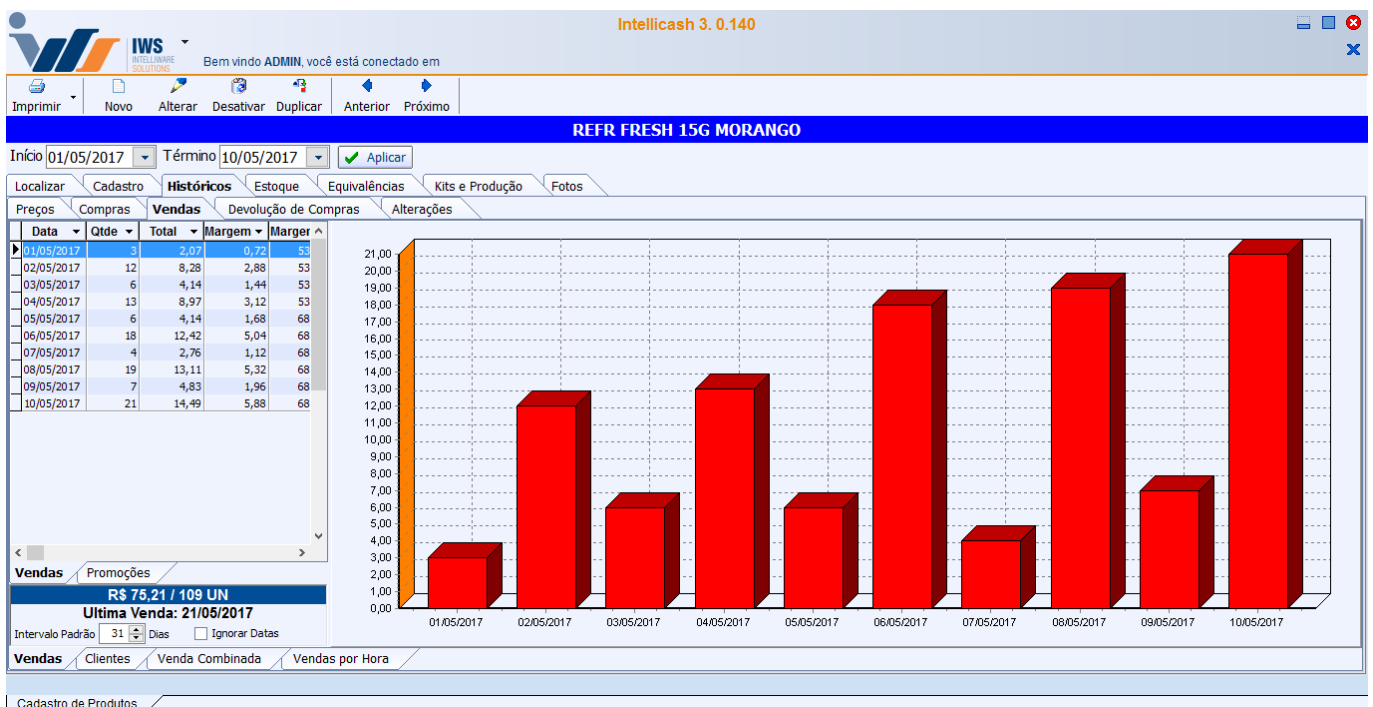 Intellicash 3. 0.140
IWS
INTELLIWARE
SOLUTIONS
Bem vindo ADMIN, você está conectado em
Imprimir Novo Alterar Desativar Duplicar Anterior Próximo
REFR FRESH 15G MORANGO
Início 01/05/2017 Término 10/05/2017 Aplicar
Localizar Cadastro Históricos Estoque Equivalências Kits e Produção Fotos
Preços Compras Vendas Devolução de Compras Alterações
Data Qtde Total Margem Marger
01/05/2017 3 2,07 0,72 53
02/05/2017 12 8,28 2,88 53
03/05/2017 6 4,14 1,44 53
04/05/2017 13 8,97 3,12 53
05/05/2017 6 4,14 1,68 68
06/05/2017 18 12,42 5,04 68
07/05/2017 4 2,76 1,12 68
08/05/2017 19 13,11 5,32 68
09/05/2017 7 4,83 1,96 68
10/05/2017 21 14,49 5,88 68
21,00
20,00
19,00
18,00
17,00
16,00
15,00
14,00
13,00
12,00
11,00
10,00
9,00
8,00
7,00
6,00
5,00
4,00
3,00
2,00
1,00
0,00
01/05/2017 02/05/2017 03/05/2017 04/05/2017 05/05/2017 06/05/2017 07/05/2017 08/05/2017 09/05/2017 10/05/2017
Vendas Promoções
R$ 75,21 / 109 UN
Ultima Venda: 21/05/2017
Intervalo Padrão 31 Dias Ignorar Datas
Vendas Clientes Venda Combinada Vendas por Hora
Cadastro de Produtos